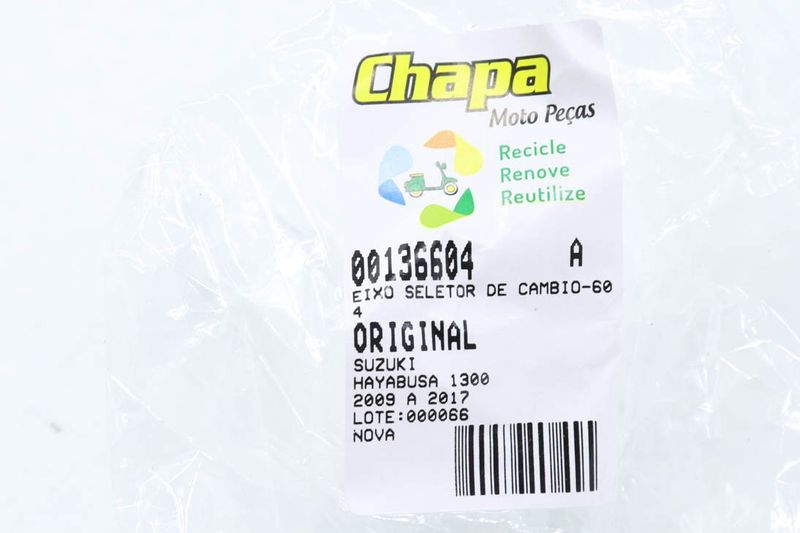 Chapa
Moto Peças
Recicle
Renove
Reutilize
00136604 A
EIXO SELETOR DE CAMBIO-60
4
ORIGINAL
SUZUKI
HAYABUSA 1300
2009 A 2017
LOTE:000066
NOVA